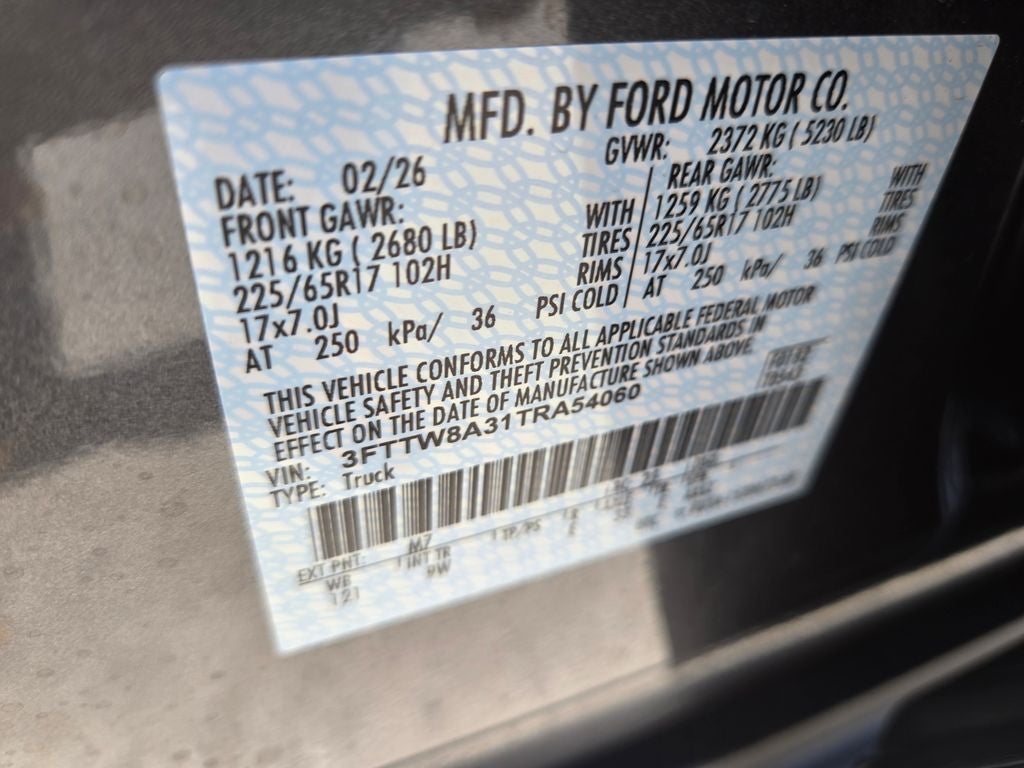 MFD. BY FORD MOTOR CO.
DATE: 02/26 GVWR: 2372 KG ( 5230 LB)
FRONT GAWR: REAR GAWR:
1216 KG ( 2680 LB) WITH 1259 KG ( 2775 LB) WITH
225/65R17 102H TIRES 225/65R17 102H TIRES
17x7.0J RIMS 17x7.0J RIMS
AT 250 kPa/ 36 PSI COLD AT 250 kPa/ 36 PSI COLD
THIS VEHICLE CONFORMS TO ALL APPLICABLE FEDERAL MOTOR
VEHICLE SAFETY AND THEFT PREVENTION STANDARDS IN
EFFECT ON THE DATE OF MANUFACTURE SHOWN ABOVE.
VIN: 3FTTW8A31TRA54060
TYPE: Truck
EXT PNT: M7
WB INT TR TP/PS R
121 9W